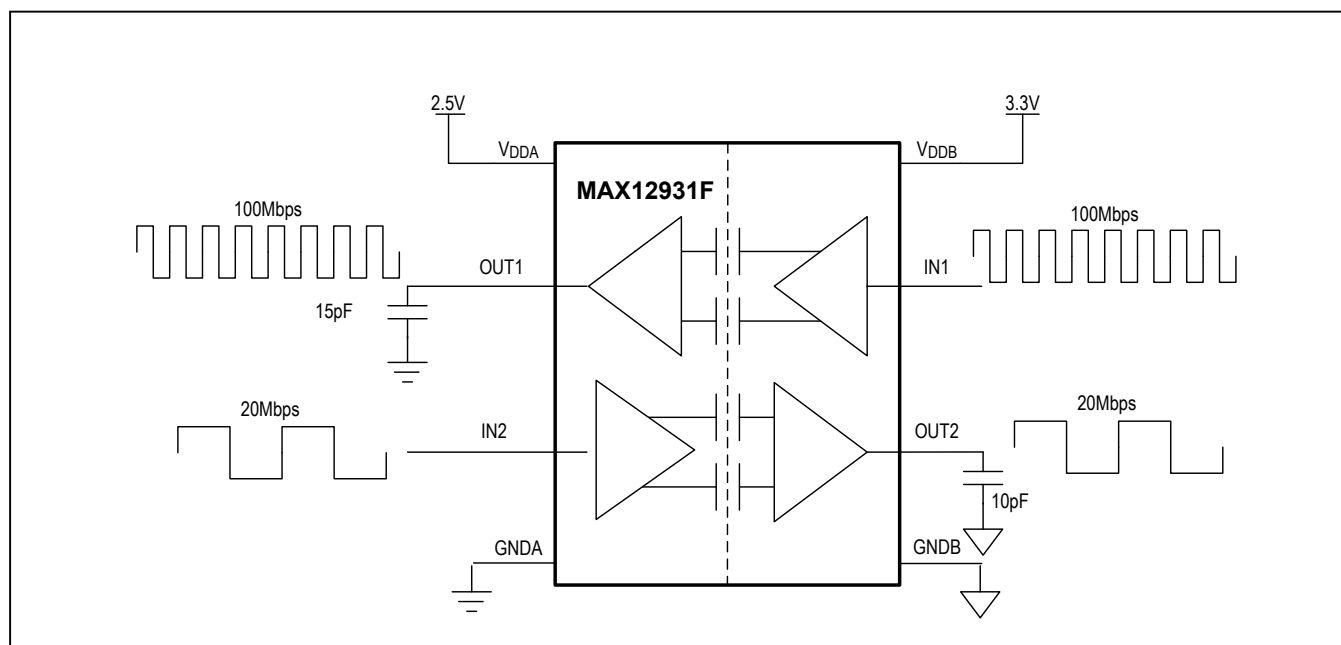 2.5V
3.3V
VDDA
VDDB
MAX12931F
100Mbps
100Mbps
OUT1
IN1
15pF
20Mbps
IN2
OUT2
20Mbps
10pF
GNDA
GNDB